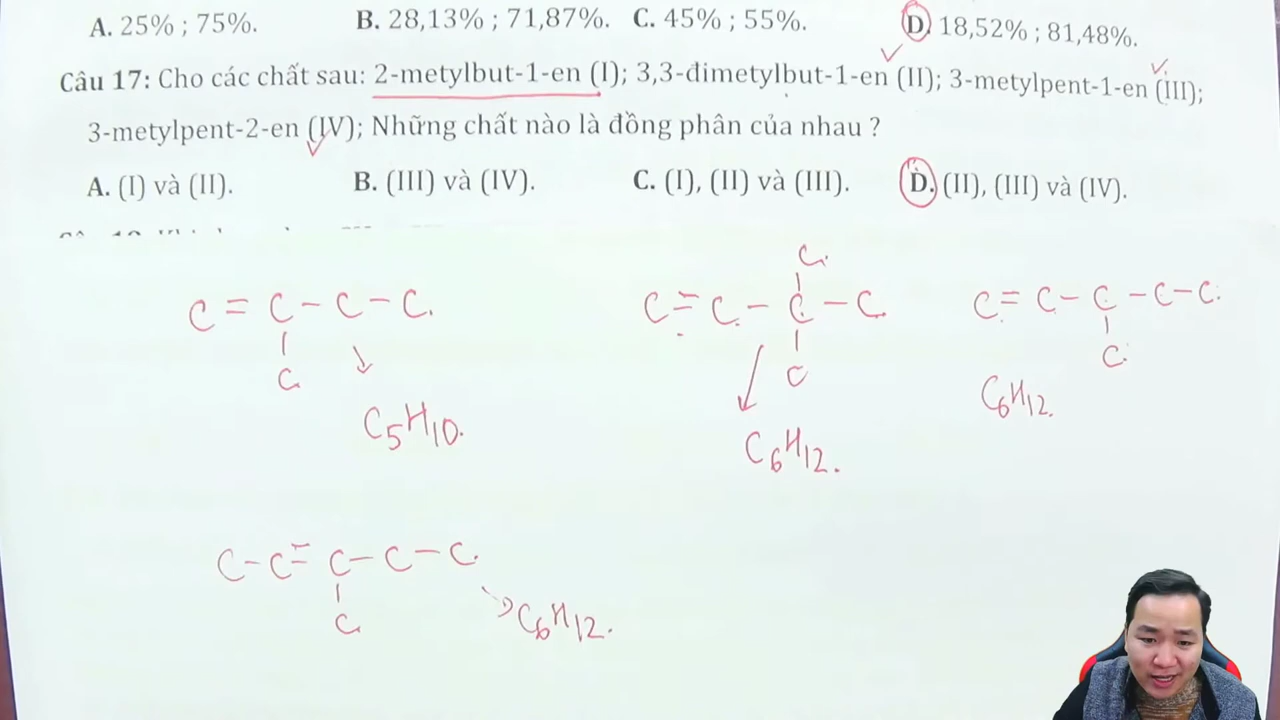 A. 25% ; 75%. B. 28,13% ; 71,87%. C. 45% ; 55%. D. 18,52% ; 81,48%.
Câu 17: Cho các chất sau: 2-metylbut-1-en (I); 3,3-đimetylbut-1-en (II); 3-metylpent-1-en (III);
3-metylpent-2-en (IV); Những chất nào là đồng phân của nhau ?
A. (I) và (II). B. (III) và (IV). C. (I), (II) và (III). D. (II), (III) và (IV).
C.
C = C - C - C. C = C. - C - C. C = C - C - C - C.
C C C.
C5H10. C6H12. C6H12.
C - C = C - C - C.
C.
C6H12.